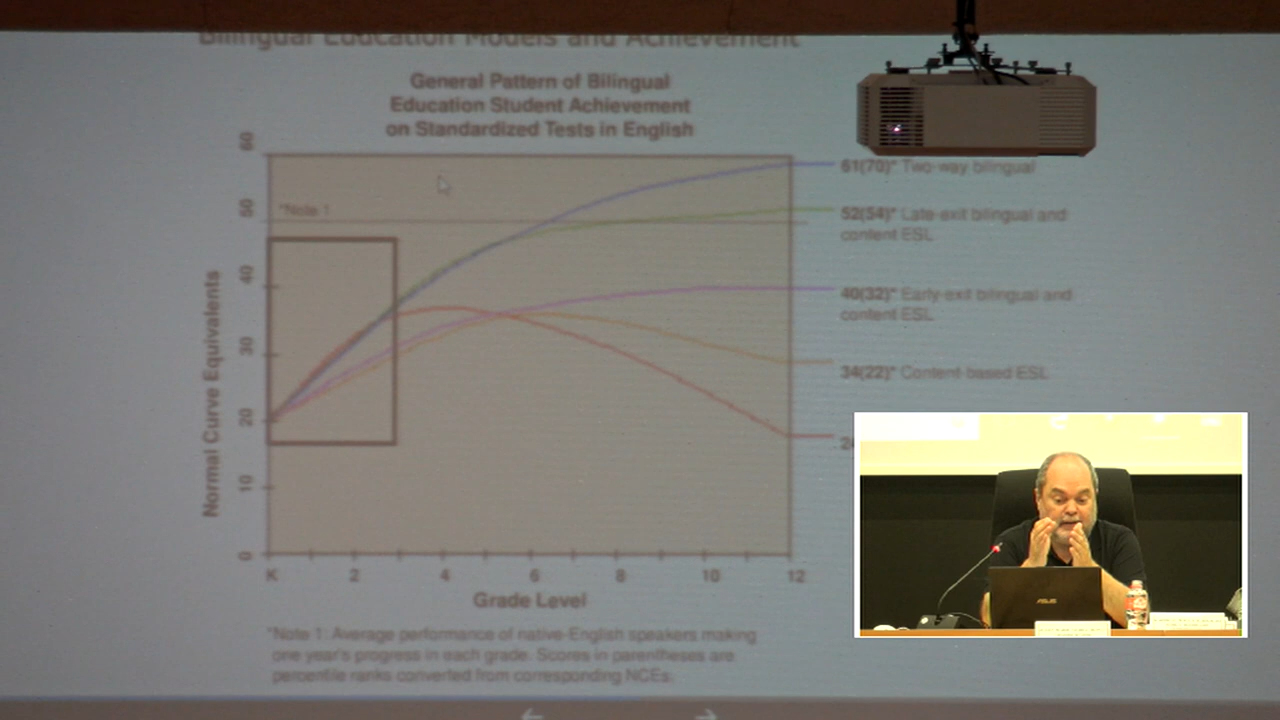 Bilingual Education Models and Achievement
General Pattern of Bilingual
Education Student Achievement
on Standardized Tests in English
60
50
40
30
20
10
0
Normal Curve Equivalents
*Note 1
61(70)* Two-way bilingual
52(54)* Late-exit bilingual and
content ESL
40(32)* Early-exit bilingual and
content ESL
34(22)* Content-based ESL
K 2 4 6 8 10 12
Grade Level
*Note 1: Average performance of native-English speakers making
one year's progress in each grade. Scores in parentheses are
percentile ranks converted from corresponding NCEs.
ASUS